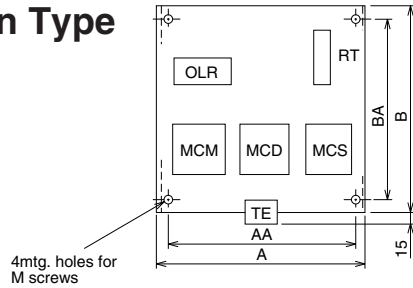 n Type
OLR
RT
MCM
MCD
MCS
BA
B
TE
15
AA
A
4mtg. holes for
M screws